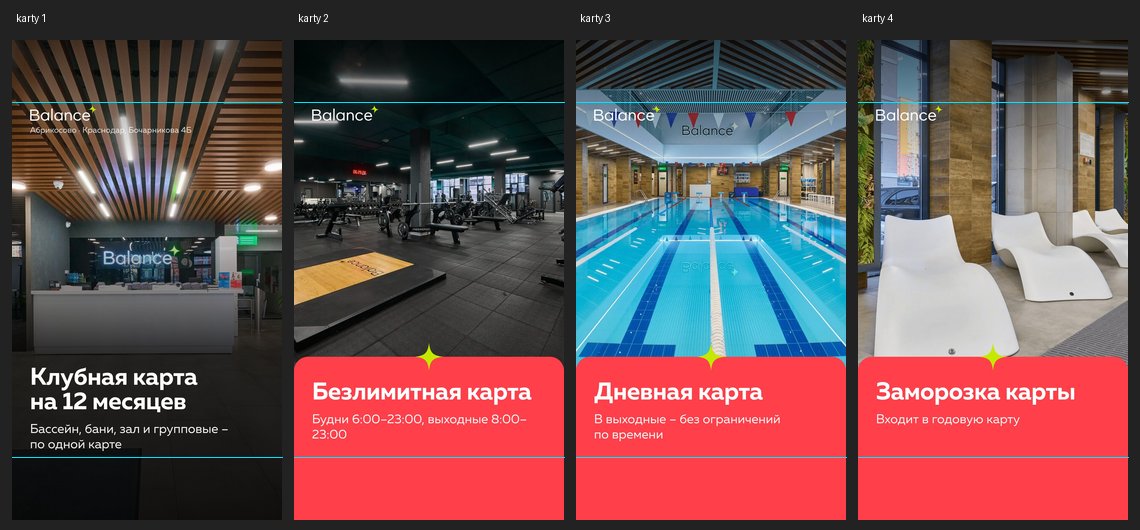 karty 1
Balance
Абрикосово · Краснодар, Бочарникова 4Б
Balance
Клубная карта
на 12 месяцев
Бассейн, бани, зал и групповые –
по одной карте
karty 2
Balance
Безлимитная карта
Будни 6:00–23:00, выходные 8:00–
23:00
karty 3
Balance
Balance
Balance
Дневная карта
В выходные – без ограничений
по времени
karty 4
Balance
Заморозка карты
Входит в годовую карту